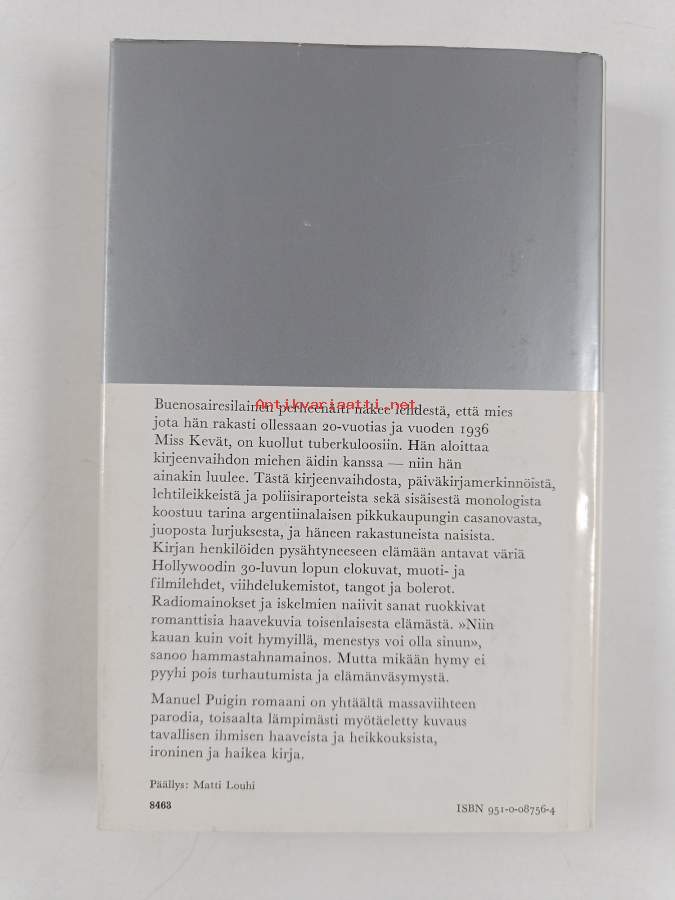 Buenosairesilainen perheenäiti näkee lehdestä, että mies
Antikvariaatti.net
jota hän rakasti ollessaan 20-vuotias ja vuoden 1936
Miss Kevät, on kuollut tuberkuloosiin. Hän aloittaa
kirjeenvaihdon miehen äidin kanssa — niin hän
ainakin luulee. Tästä kirjeenvaihdosta, päiväkirjamerkinnöistä,
lehtileikkeistä ja poliisiraporteista sekä sisäisestä monologista
koostuu tarina argentiinalaisen pikkukaupungin casanovasta,
juoposta lurjuksesta, ja häneen rakastuneista naisista.
Kirjan henkilöiden pysähtyneeseen elämään antavat väriä
Hollywoodin 30-luvun lopun elokuvat, muoti- ja
filmilehdet, viihdelukemistot, tangot ja bolerot.
Radiomainokset ja iskelmien naiivit sanat ruokkivat
romanttisia haavekuvia toisenlaisesta elämästä. »Niin
kauan kuin voit hymyillä, menestys voi olla sinun»,
sanoo hammastahnamainos. Mutta mikään hymy ei
pyyhi pois turhautumista ja elämänväsymystä.
Manuel Puigin romaani on yhtäältä massaviihteen
parodia, toisaalta lämpimästi myötäeletty kuvaus
tavallisen ihmisen haaveista ja heikkouksista,
ironinen ja haikea kirja.
Päällys: Matti Louhi
8463
ISBN 951-0-08756-4